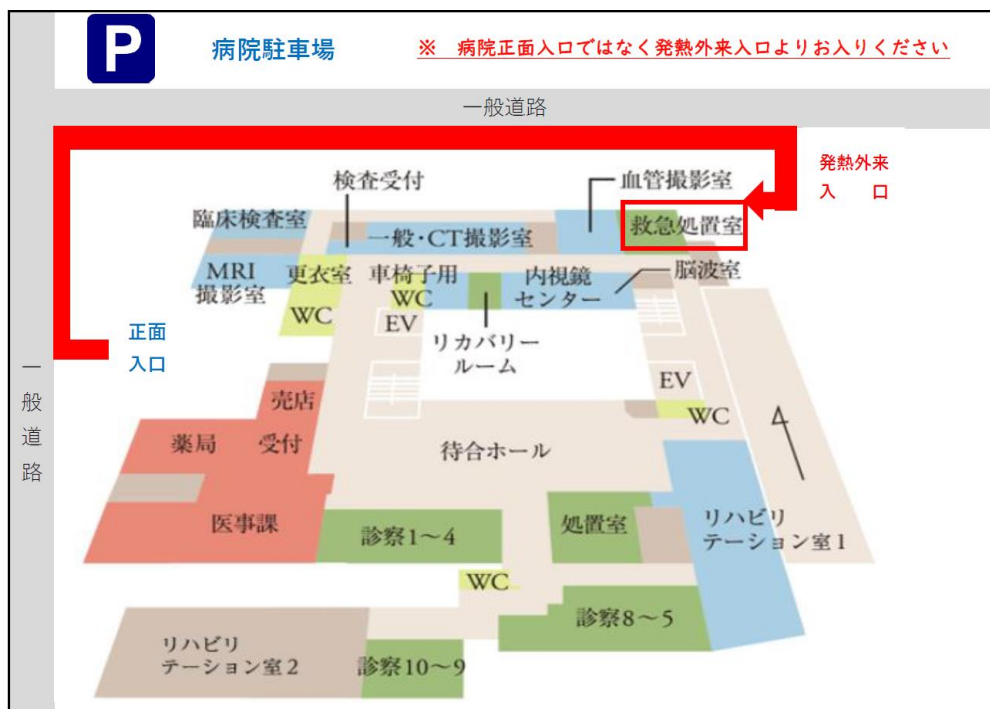 P
病院駐車場
※ 病院正面入口ではなく発熱外来入口よりお入りください
一般道路
発熱外来
入 口
検査受付
血管撮影室
臨床検査室
一般・CT撮影室
救急処置室
MRI
撮影室
更衣室
車椅子用
WC
内視鏡
センター
脳波室
WC
EV
正面
入口
リカバリー
ルーム
一般道路
EV
売店
WC
薬局
受付
待合ホール
医事課
診察1～4
処置室
リハビリ
テーション室1
WC
診察8～5
リハビリ
テーション室2
診察10～9